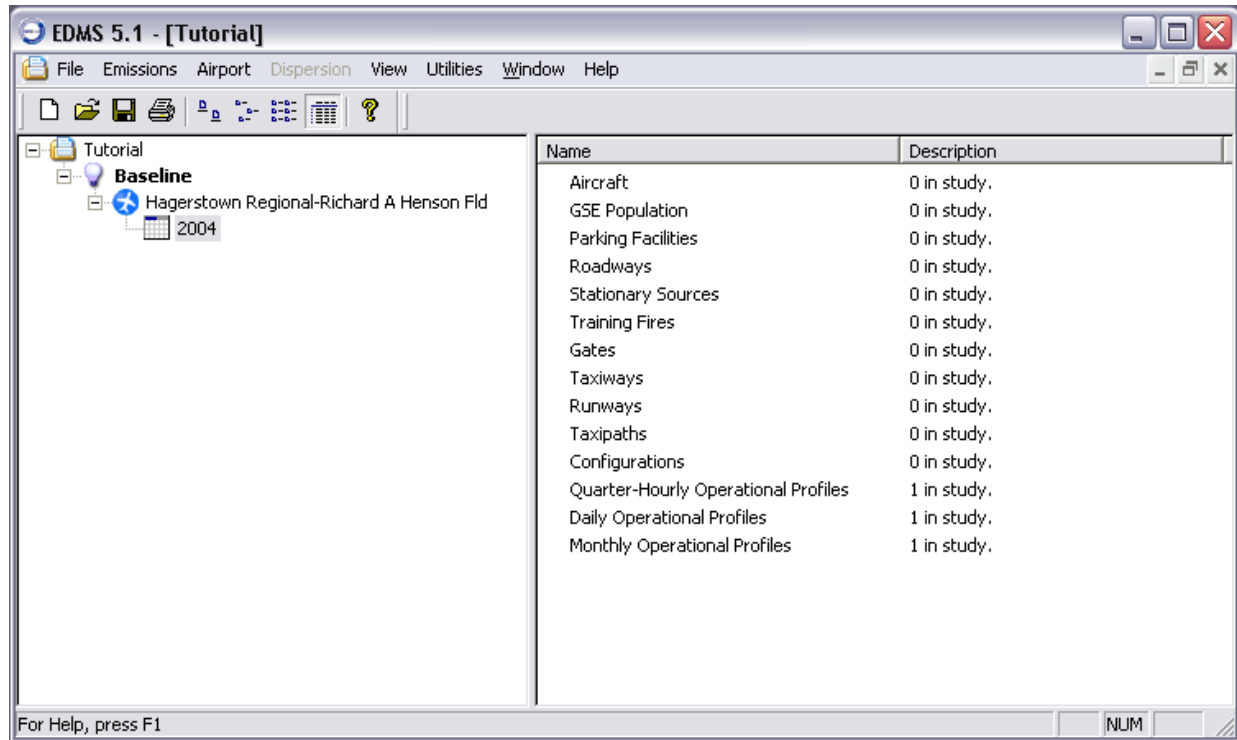 EDMS 5.1 - [Tutorial]
File Emissions Airport Dispersion View Utilities Window Help
Tutorial
Baseline
Hagerstown Regional-Richard A Henson Fld
2004
Name Description
Aircraft 0 in study.
GSE Population 0 in study.
Parking Facilities 0 in study.
Roadways 0 in study.
Stationary Sources 0 in study.
Training Fires 0 in study.
Gates 0 in study.
Taxiways 0 in study.
Runways 0 in study.
Taxipaths 0 in study.
Configurations 0 in study.
Quarter-Hourly Operational Profiles 1 in study.
Daily Operational Profiles 1 in study.
Monthly Operational Profiles 1 in study.
For Help, press F1 NUM